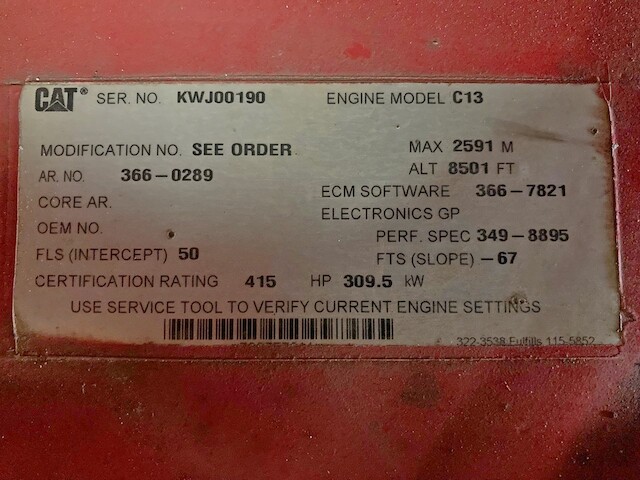 CAT® SER. NO. KWJ00190 ENGINE MODEL C13
MODIFICATION NO. SEE ORDER MAX 2591 M
AR. NO. 366-0289 ALT 8501 FT
CORE AR. ECM SOFTWARE 366-7821
OEM NO. ELECTRONICS GP
PERF. SPEC 349-8895
FLS (INTERCEPT) 50 FTS (SLOPE) -67
CERTIFICATION RATING 415 HP 309.5 kW
USE SERVICE TOOL TO VERIFY CURRENT ENGINE SETTINGS
322-3538 Fulfills 115-5852